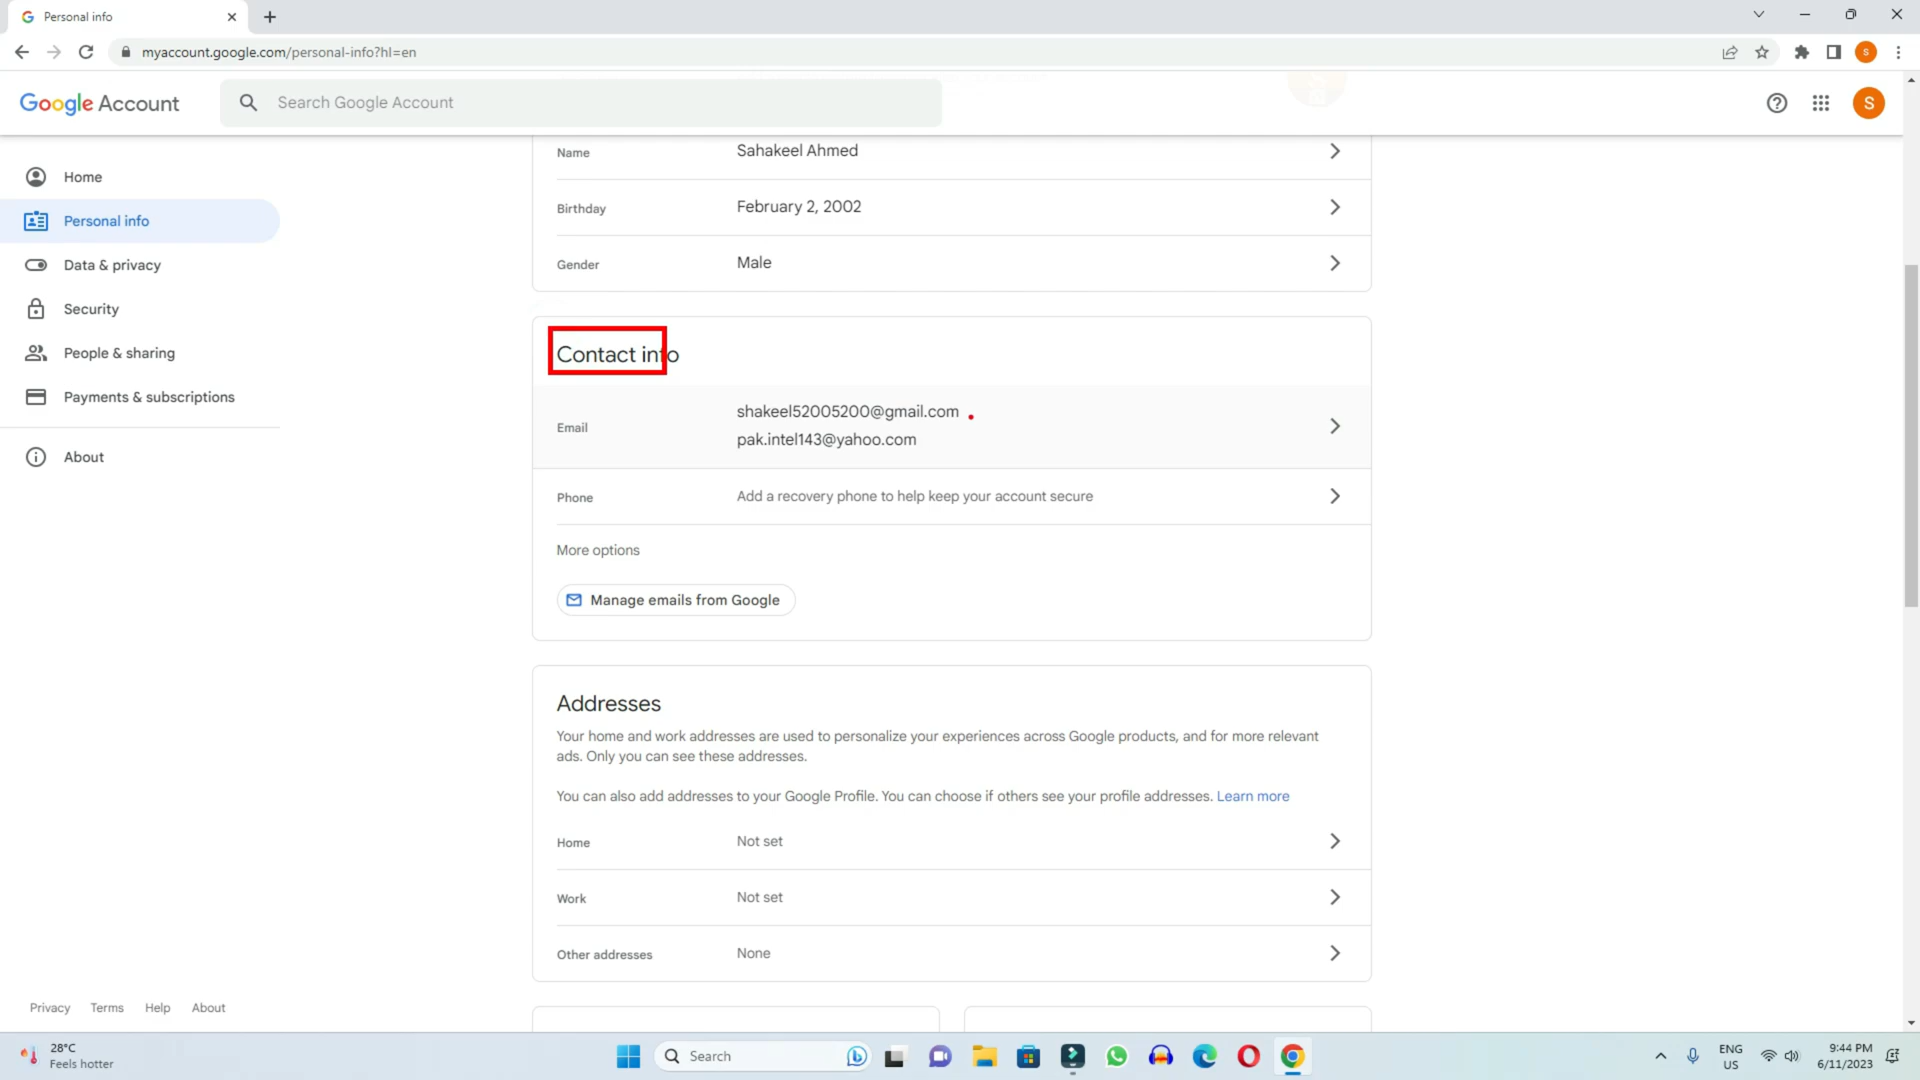 Personal info
myaccount.google.com/personal-info?hl=en
S
Google Account
Search Google Account
S
Home
Personal info
Data & privacy
Security
People & sharing
Payments & subscriptions
About
Name
Sahakeel Ahmed
Birthday
February 2, 2002
Gender
Male
Contact info
Email
shakeel52005200@gmail.com
pak.intel143@yahoo.com
Phone
Add a recovery phone to help keep your account secure
More options
Manage emails from Google
Addresses
Your home and work addresses are used to personalize your experiences across Google products, and for more relevant
ads. Only you can see these addresses.
You can also add addresses to your Google Profile. You can choose if others see your profile addresses. Learn more
Home
Not set
Work
Not set
Other addresses
None
Privacy Terms Help About
28°C
Feels hotter
Search
ENG
US
9:44 PM
6/11/2023